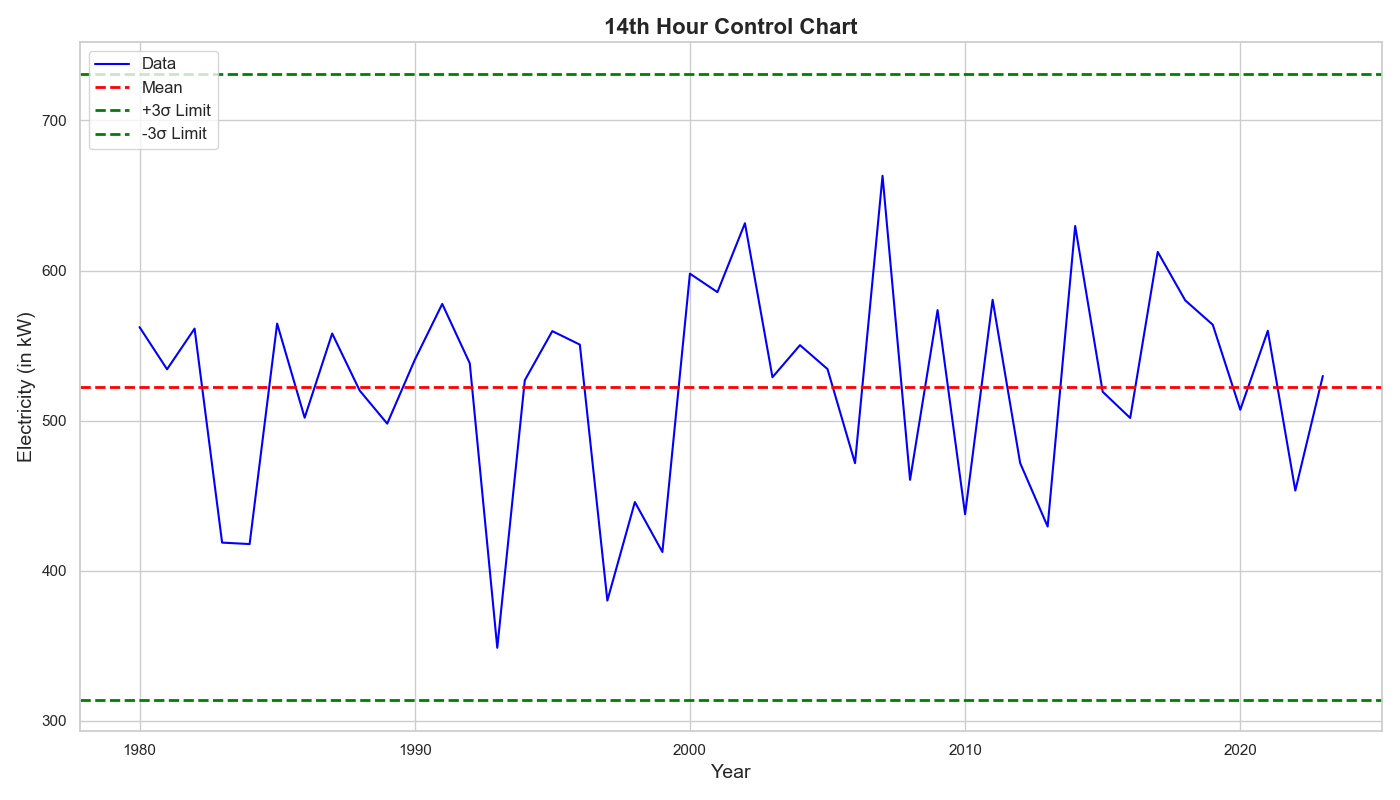 14th Hour Control Chart
Data
Mean
+3σ Limit
-3σ Limit
Electricity (in kW)
700
600
500
400
300
1980
1990
2000
2010
2020
Year